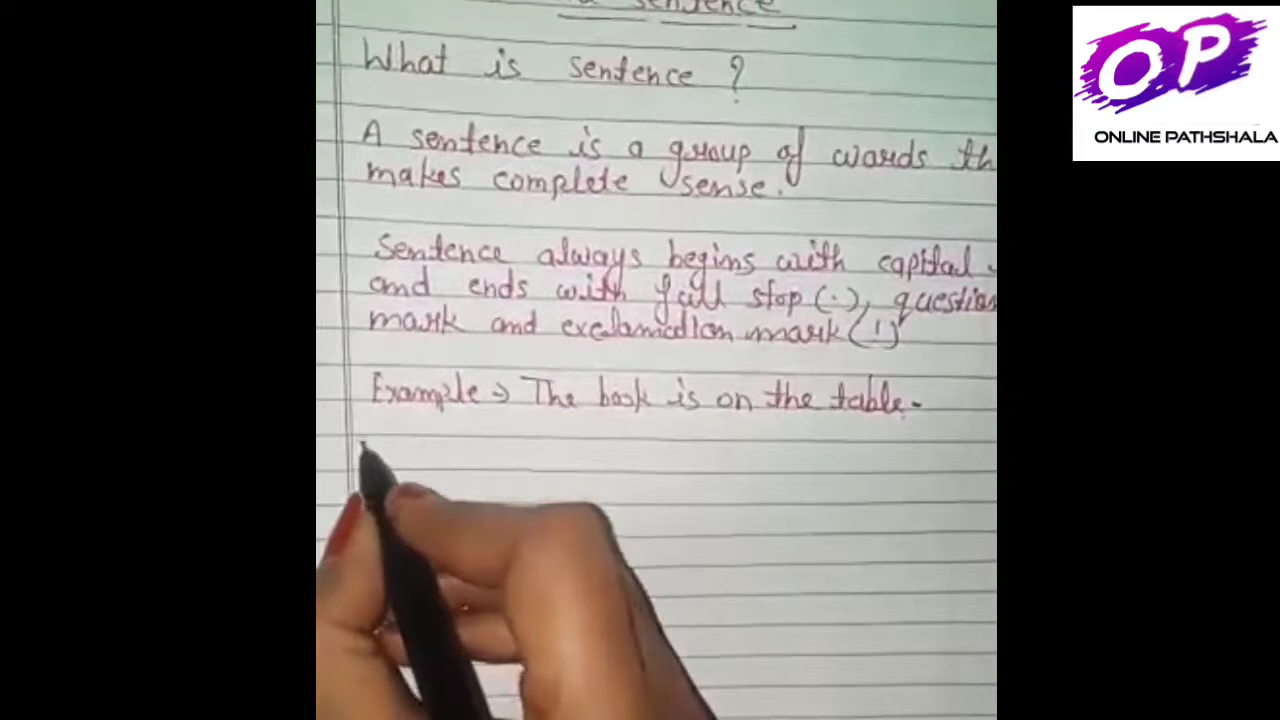 a sentence
What is sentence ?
A sentence is a group of words th
makes complete sense.
Sentence always begins with capital
and ends with full stop (.), question
mark and exclamation mark (!)
Example → The book is on the table.
OP
ONLINE PATHSHALA